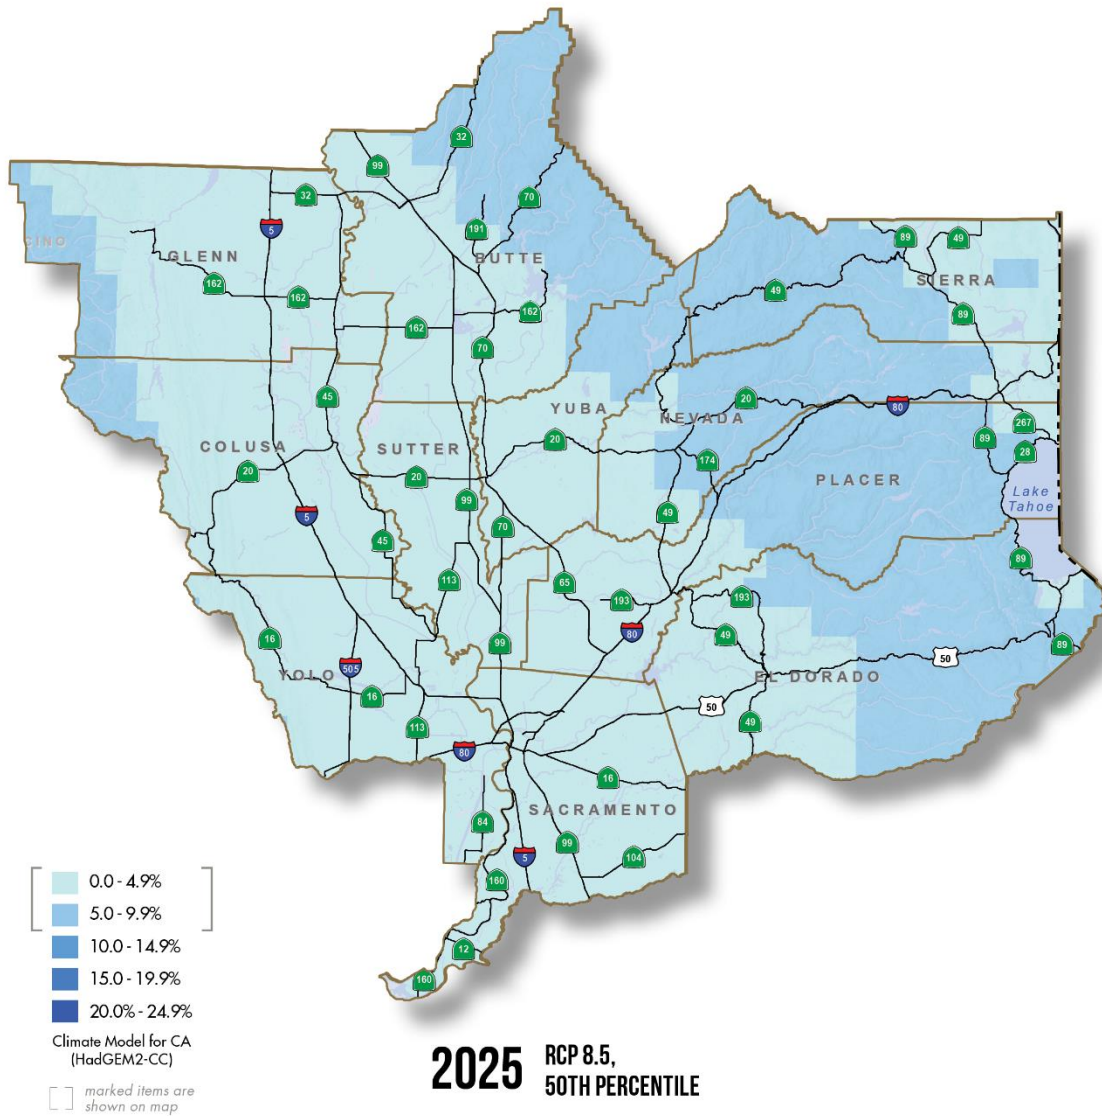 32
99
32
70
5
191
89
49
CINO
GLENN
BUTTE
SIERRA
162
162
49
162
162
89
70
45
20
80
YUBA
NEVADA
267
COLUSA
SUTTER
20
89
28
20
20
174
PLACER
Lake
Tahoe
99
5
49
70
45
89
113
65
193
193
16
99
80
49
89
505
YOLO
50
EL DORADO
16
50
113
49
80
16
SACRAMENTO
84
99
5
104
160
12
160
0.0 - 4.9%
5.0 - 9.9%
10.0 - 14.9%
15.0 - 19.9%
20.0% - 24.9%
Climate Model for CA
(HadGEM2-CC)
marked items are
shown on map
2025
RCP 8.5,
50TH PERCENTILE